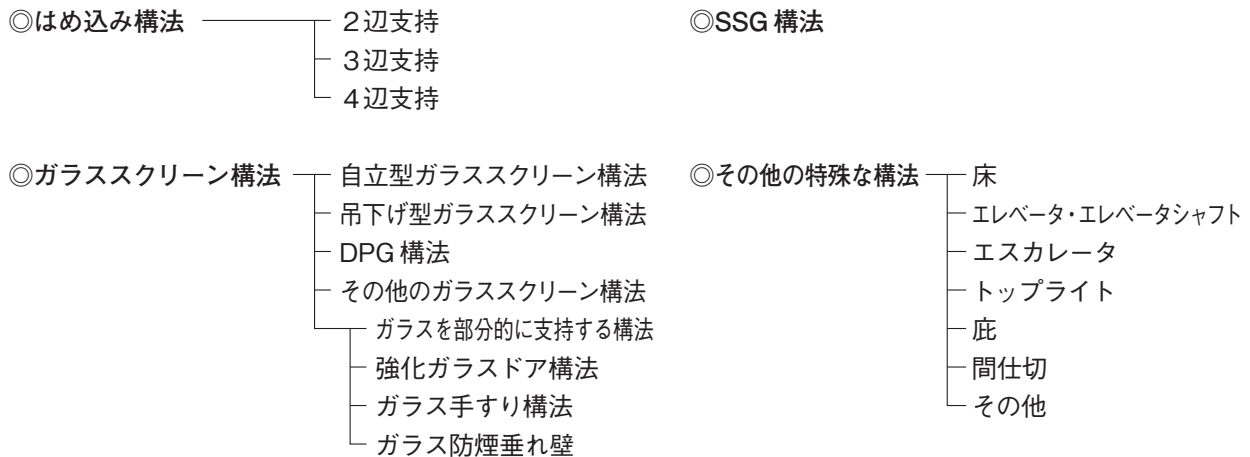 ◎はめ込み構法
２辺支持
３辺支持
４辺支持
◎SSG 構法
◎ガラススクリーン構法
自立型ガラススクリーン構法
吊下げ型ガラススクリーン構法
DPG 構法
その他のガラススクリーン構法
ガラスを部分的に支持する構法
強化ガラスドア構法
ガラス手すり構法
ガラス防煙垂れ壁
◎その他の特殊な構法
床
エレベータ・エレベータシャフト
エスカレータ
トップライト
庇
間仕切
その他